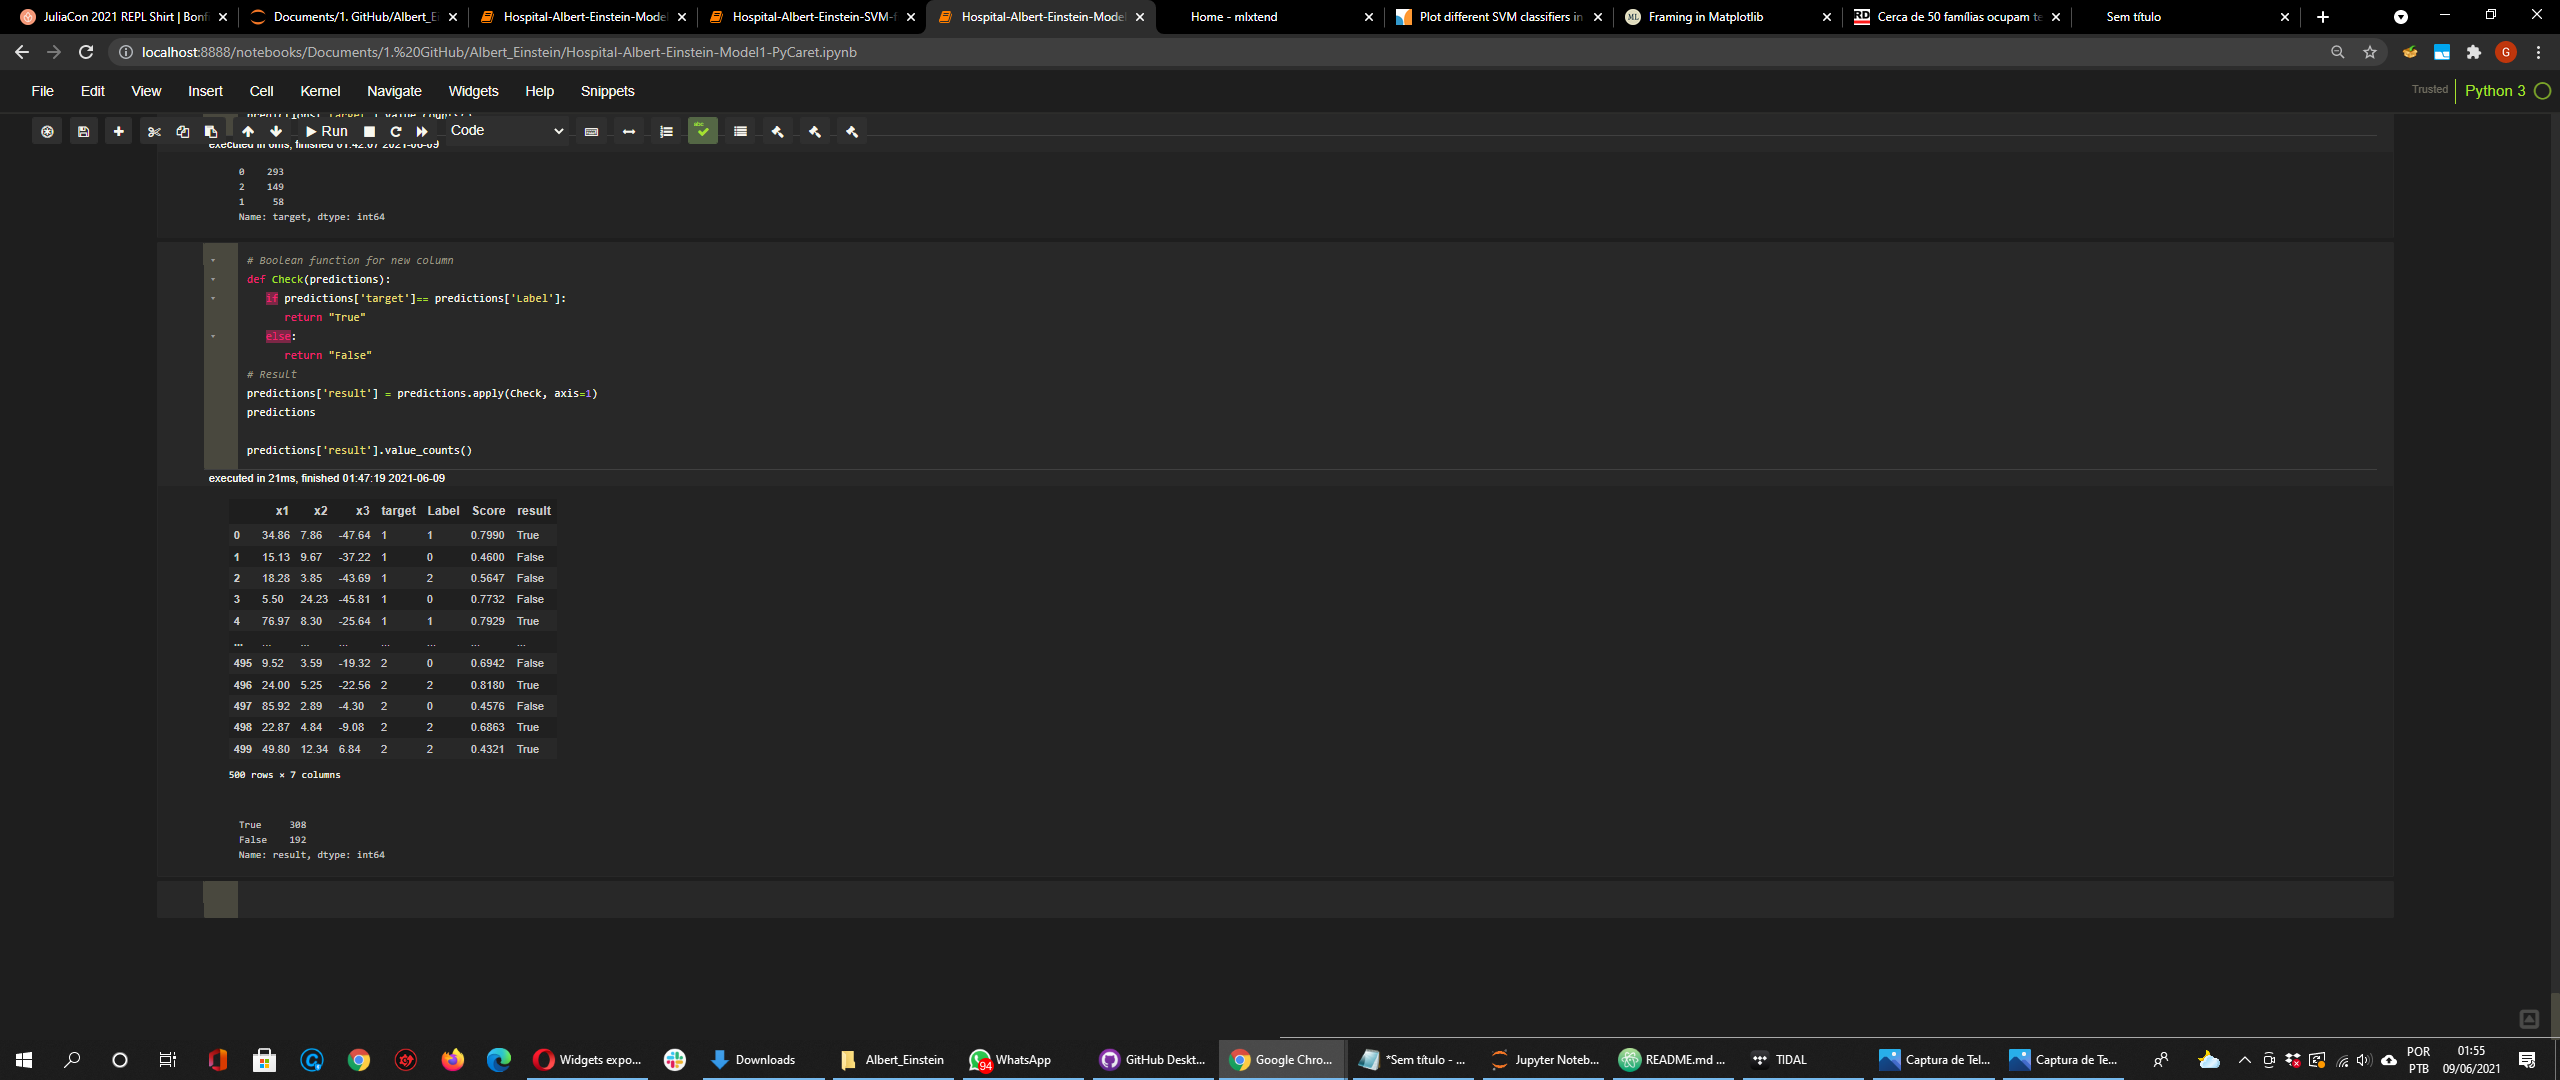 JuliaCon 2021 REPL Shirt | Bonf
Documents/1. GitHub/Albert_Ei
Hospital-Albert-Einstein-Model
Hospital-Albert-Einstein-SVM-f
Hospital-Albert-Einstein-Model
Home - mlxtend
Plot different SVM classifiers in
Framing in Matplotlib
Cerca de 50 famílias ocupam te
Sem título
localhost:8888/notebooks/Documents/1.%20GitHub/Albert_Einstein/Hospital-Albert-Einstein-Model1-PyCaret.ipynb
G
File Edit View Insert Cell Kernel Navigate Widgets Help Snippets
Trusted Python 3
Run Code
executed in 6ms, finished 01:42:07 2021-06-09
0 293
2 149
1 58
Name: target, dtype: int64
# Boolean function for new column
def Check(predictions):
if predictions['target']== predictions['Label']:
return "True"
else:
return "False"
# Result
predictions['result'] = predictions.apply(Check, axis=1)
predictions
predictions['result'].value_counts()
executed in 21ms, finished 01:47:19 2021-06-09
x1 x2 x3 target Label Score result
0 34.86 7.86 -47.64 1 1 0.7990 True
1 15.13 9.67 -37.22 1 0 0.4600 False
2 18.28 3.85 -43.69 1 2 0.5647 False
3 5.50 24.23 -45.81 1 0 0.7732 False
4 76.97 8.30 -25.64 1 1 0.7929 True
... ... ... ... ... ... ... ...
495 9.52 3.59 -19.32 2 0 0.6942 False
496 24.00 5.25 -22.56 2 2 0.8180 True
497 85.92 2.89 -4.30 2 0 0.4576 False
498 22.87 4.84 -9.08 2 2 0.6863 True
499 49.80 12.34 6.84 2 2 0.4321 True
500 rows × 7 columns
True 308
False 192
Name: result, dtype: int64
Widgets expo...
Downloads
Albert_Einstein
94 WhatsApp
GitHub Deskt...
Google Chro...
*Sem título - ...
Jupyter Noteb...
README.md ...
TIDAL
Captura de Tel...
Captura de Te...
POR
PTB
01:55
09/06/2021